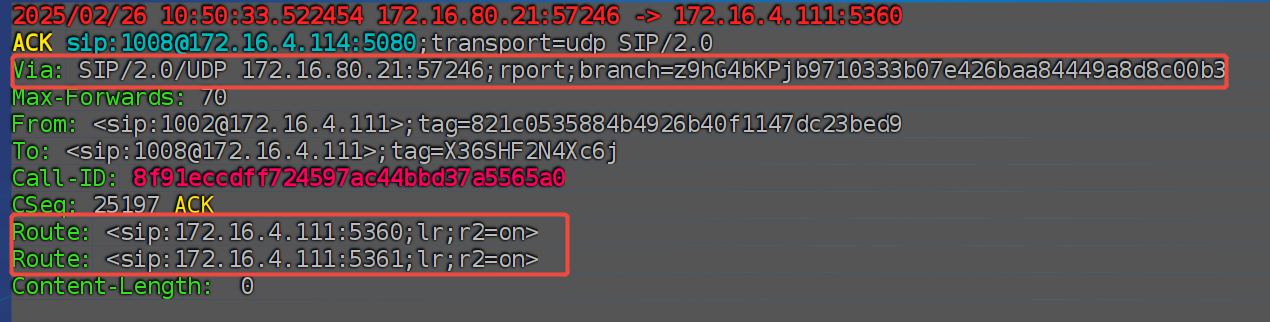 2025/02/26 10:50:33.522454 172.16.80.21:57246 -> 172.16.4.111:5360
ACK sip:1008@172.16.4.114:5080;transport=udp SIP/2.0
Via: SIP/2.0/UDP 172.16.80.21:57246;rport;branch=z9hG4bKPjb9710333b07e426baa84449a8d8c00b3
Max-Forwards: 70
From: <sip:1002@172.16.4.111>;tag=821c0535884b4926b40f1147dc23bed9
To: <sip:1008@172.16.4.111>;tag=X36SHF2N4Xc6j
Call-ID: 8f91eccdff724597ac44bbd37a5565a0
CSeq: 25197 ACK
Route: <sip:172.16.4.111:5360;lr;r2=on>
Route: <sip:172.16.4.111:5361;lr;r2=on>
Content-Length:  0